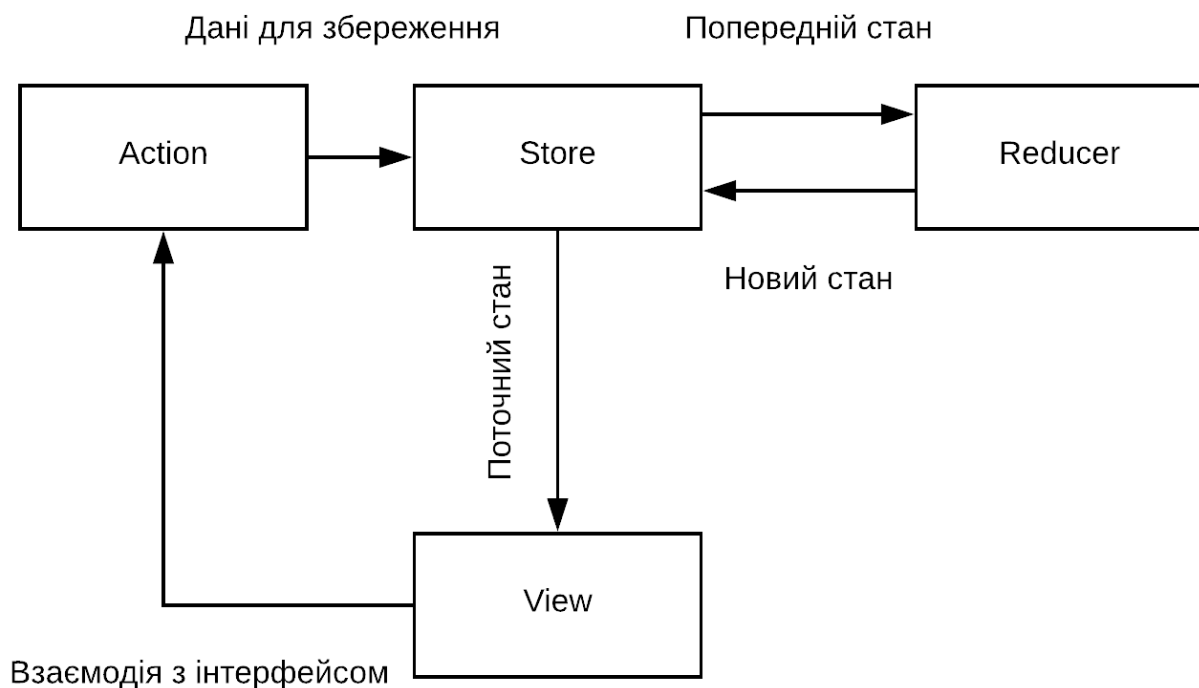 Дані для збереження
Попередній стан
Action
Store
Reducer
Новий стан
Поточний стан
View
Взаємодія з інтерфейсом